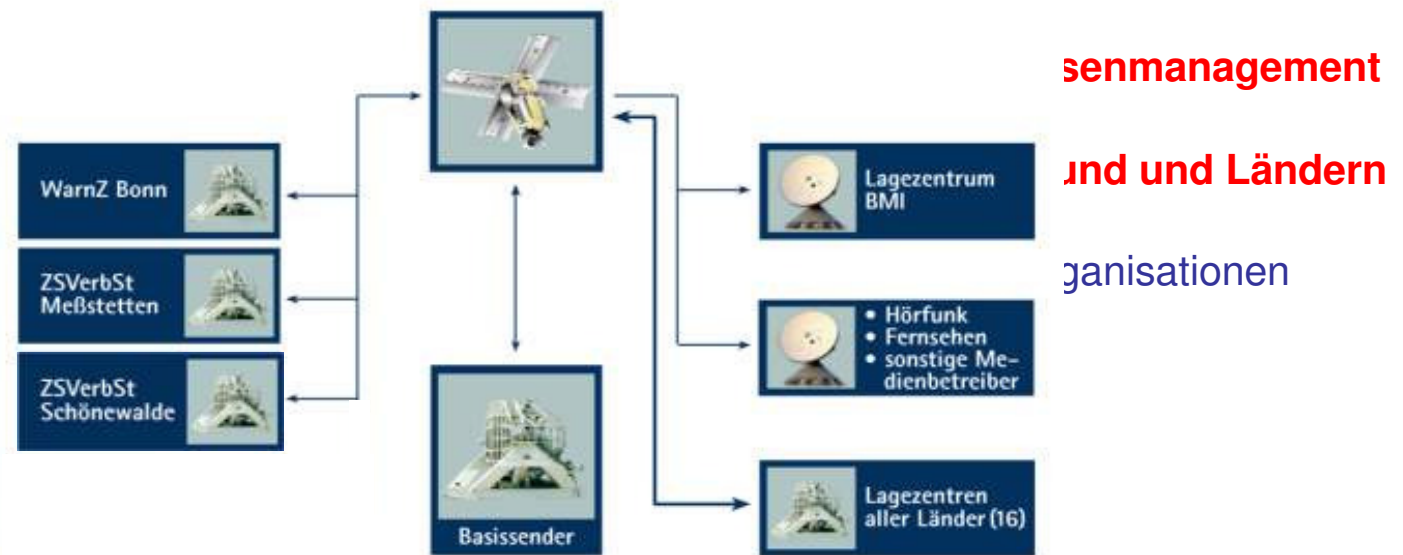 WarnZ Bonn
ZSVerbSt
Meßstetten
ZSVerbSt
Schönewalde
Basissender
Lagezentrum
BMI
• Hörfunk
• Fernsehen
• sonstige Me-
dienbetreiber
Lagezentren
aller Länder (16)
senmanagement
und und Ländern
ganisationen